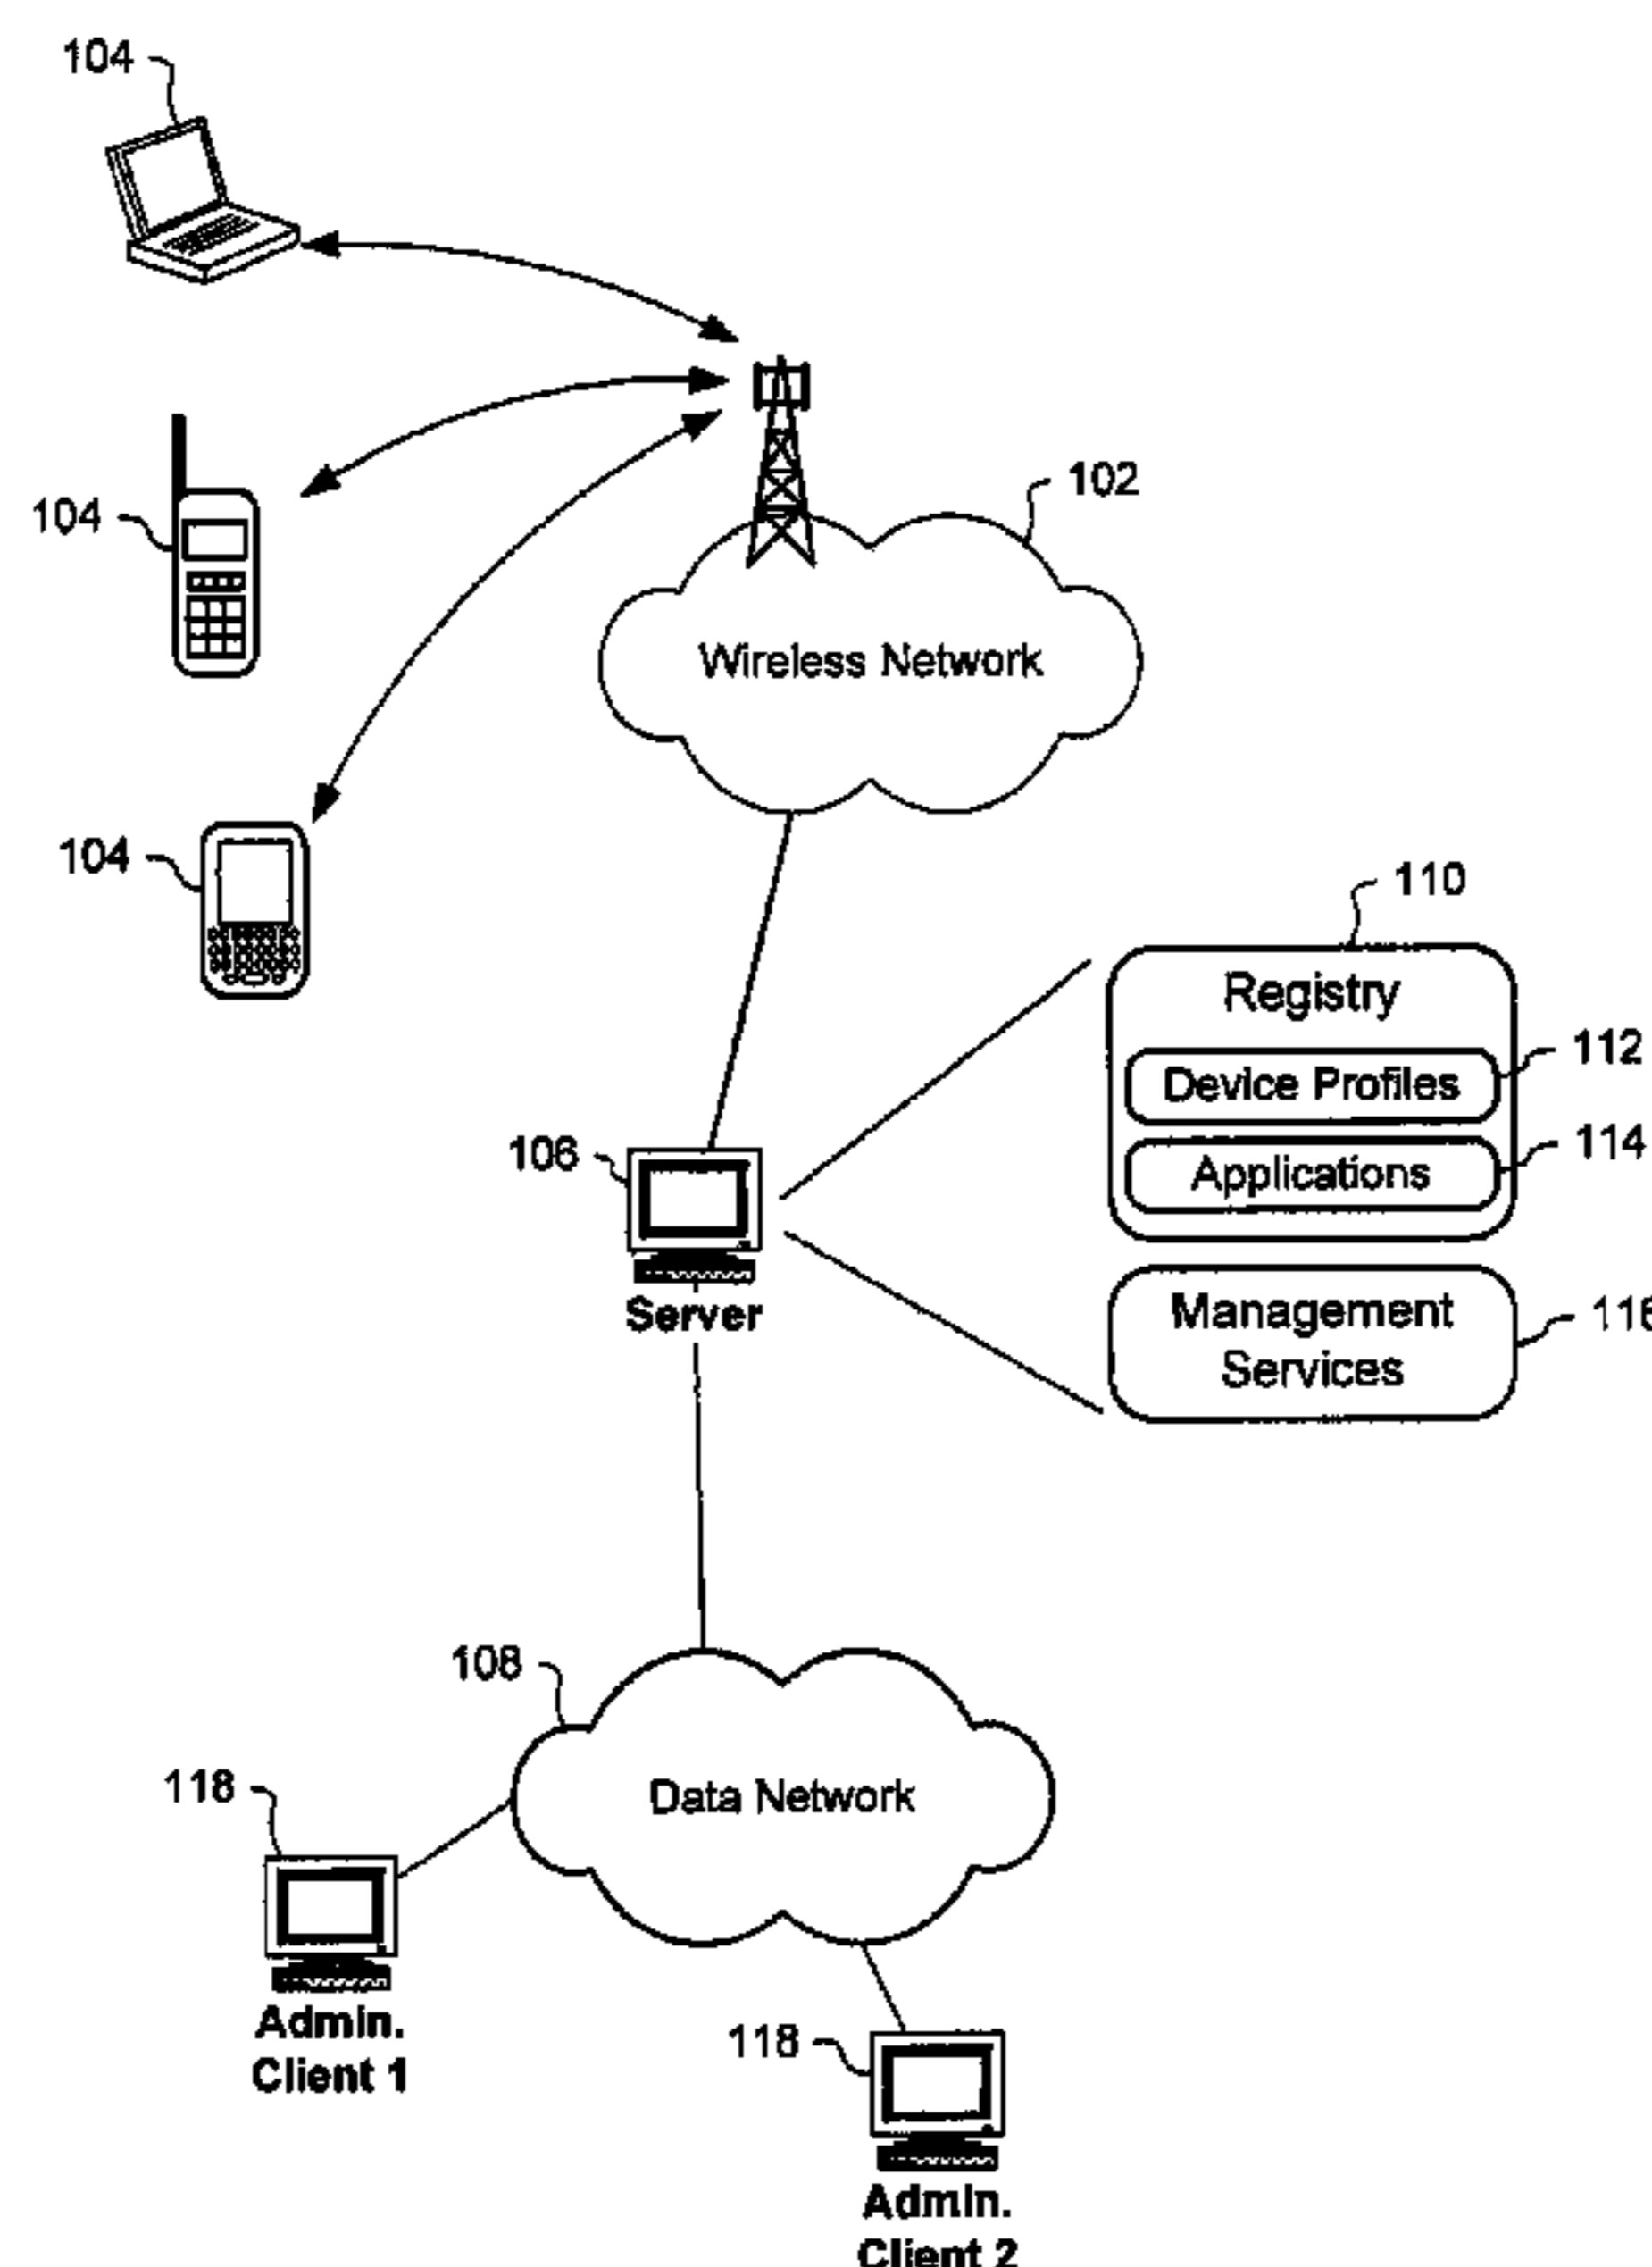 104
102
Wireless Network
104
104
110
Registry
112
Device Profiles
114
Applications
106
Server
Management
Services
108
118
Data Network
Admin.
Client 1
118
Admin.
Client 2